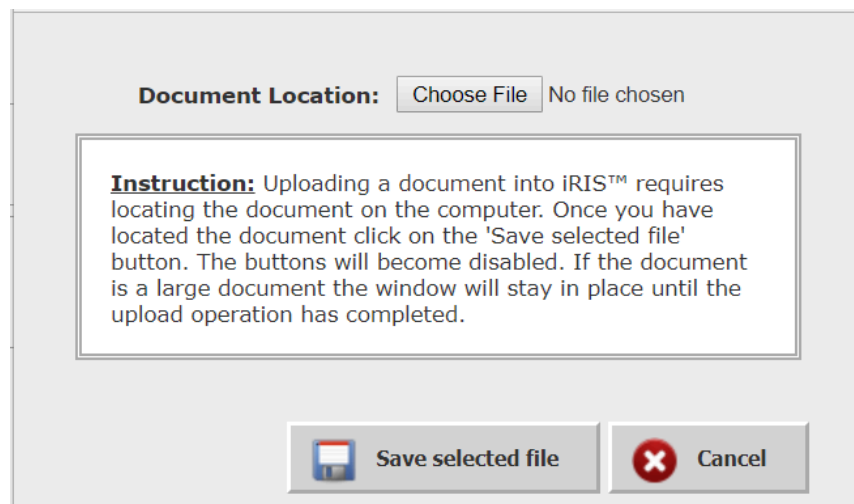 Document Location: Choose File No file chosen
Instruction: Uploading a document into iRIS™ requires
locating the document on the computer. Once you have
located the document click on the 'Save selected file'
button. The buttons will become disabled. If the document
is a large document the window will stay in place until the
upload operation has completed.
Save selected file Cancel